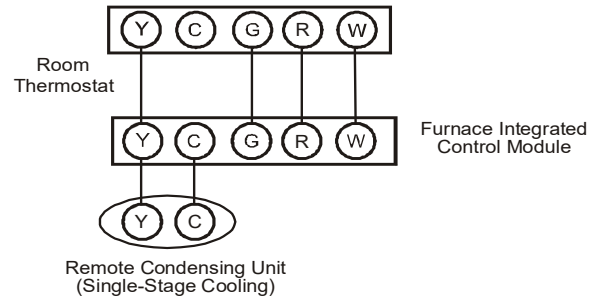 Y C G R W
Room
Thermostat
Y C G R W
Furnace Integrated
Control Module
Y C
Remote Condensing Unit
(Single-Stage Cooling)